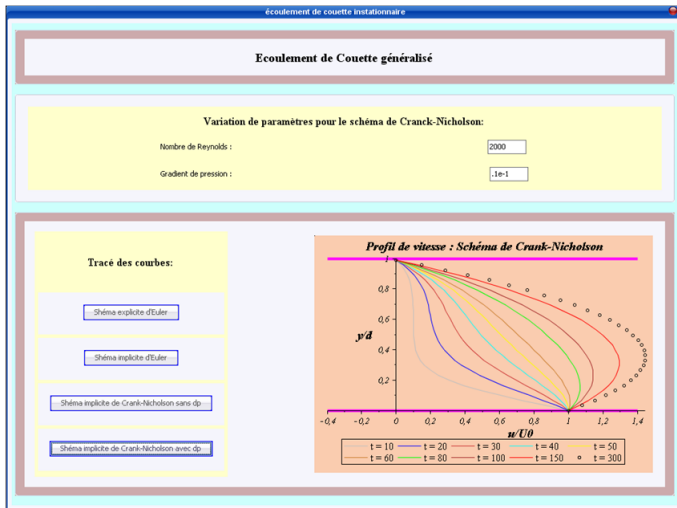 écoulement de couette instationnaire
Ecoulement de Couette généralisé
Variation de paramètres pour le schéma de Cranck-Nicholson:
Nombre de Reynolds :
2000
Gradient de pression :
.1e-1
Tracé des courbes:
Shéma explicite d'Euler
Shéma implicite d'Euler
Shéma implicite de Crank-Nicholson sans dp
Shéma implicite de Crank-Nicholson avec dp
Profil de vitesse : Schéma de Crank-Nicholson
1
0,8
0,6
y/d
0,4
0,2
-0,4 -0,2 0 0,2 0,4 0,6 0,8 1 1,2 1,4
u/U0
t = 10 t = 20 t = 30 t = 40 t = 50
t = 60 t = 80 t = 100 t = 150 t = 300